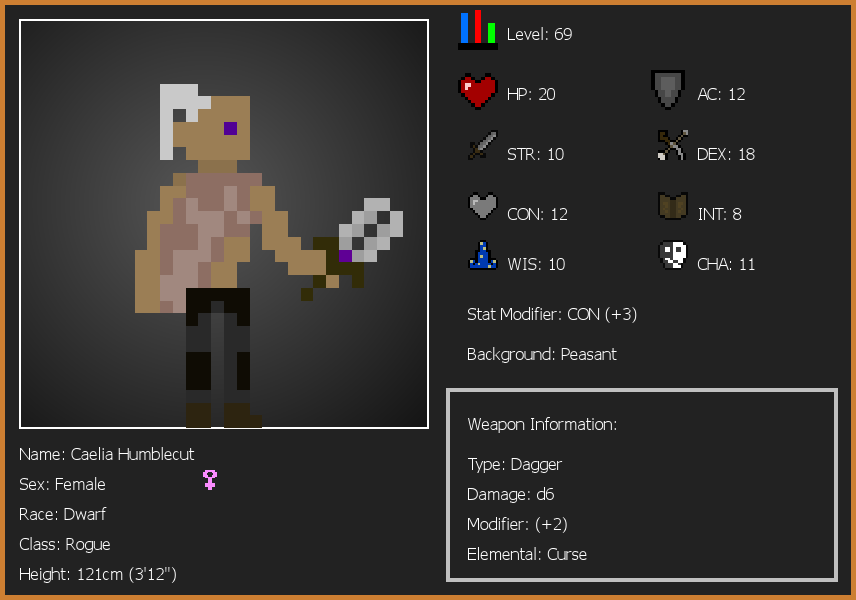 Level: 69
HP: 20
AC: 12
STR: 10
DEX: 18
CON: 12
INT: 8
WIS: 10
CHA: 11
Stat Modifier: CON (+3)
Background: Peasant
Weapon Information:
Type: Dagger
Damage: d6
Modifier: (+2)
Elemental: Curse
Name: Caelia Humblecut
Sex: Female
Race: Dwarf
Class: Rogue
Height: 121cm (3'12")